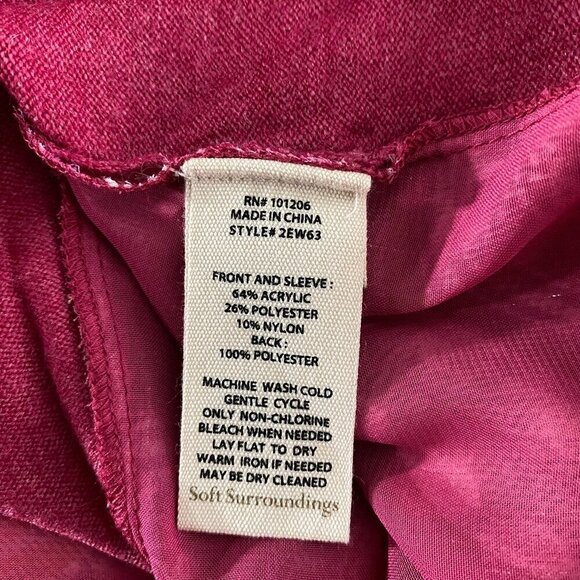 RN# 101206
MADE IN CHINA
STYLE# 2EW63
FRONT AND SLEEVE :
64% ACRYLIC
26% POLYESTER
10% NYLON
BACK :
100% POLYESTER
MACHINE WASH COLD
GENTLE CYCLE
ONLY NON-CHLORINE
BLEACH WHEN NEEDED
LAY FLAT TO DRY
WARM IRON IF NEEDED
MAY BE DRY CLEANED
Soft Surroundings